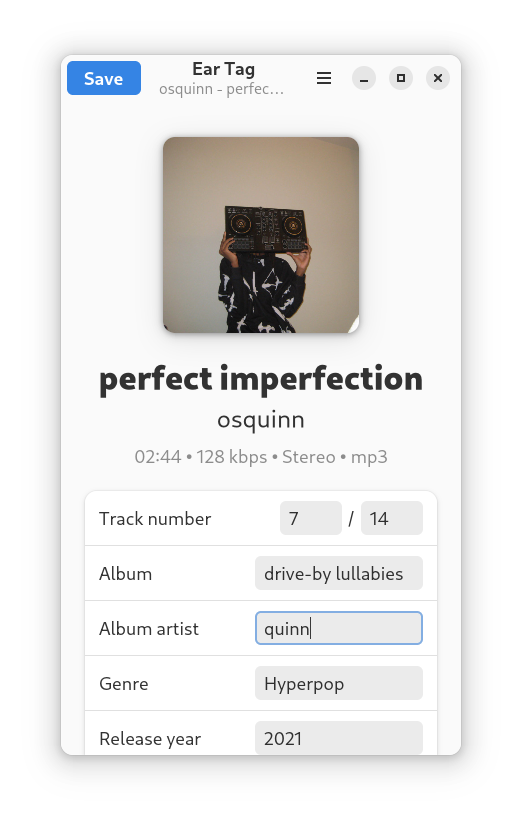 Save
Ear Tag
osquinn - perfec...
perfect imperfection
osquinn
02:44 • 128 kbps • Stereo • mp3
Track number 7 / 14
Album drive-by lullabies
Album artist quinn
Genre Hyperpop
Release year 2021